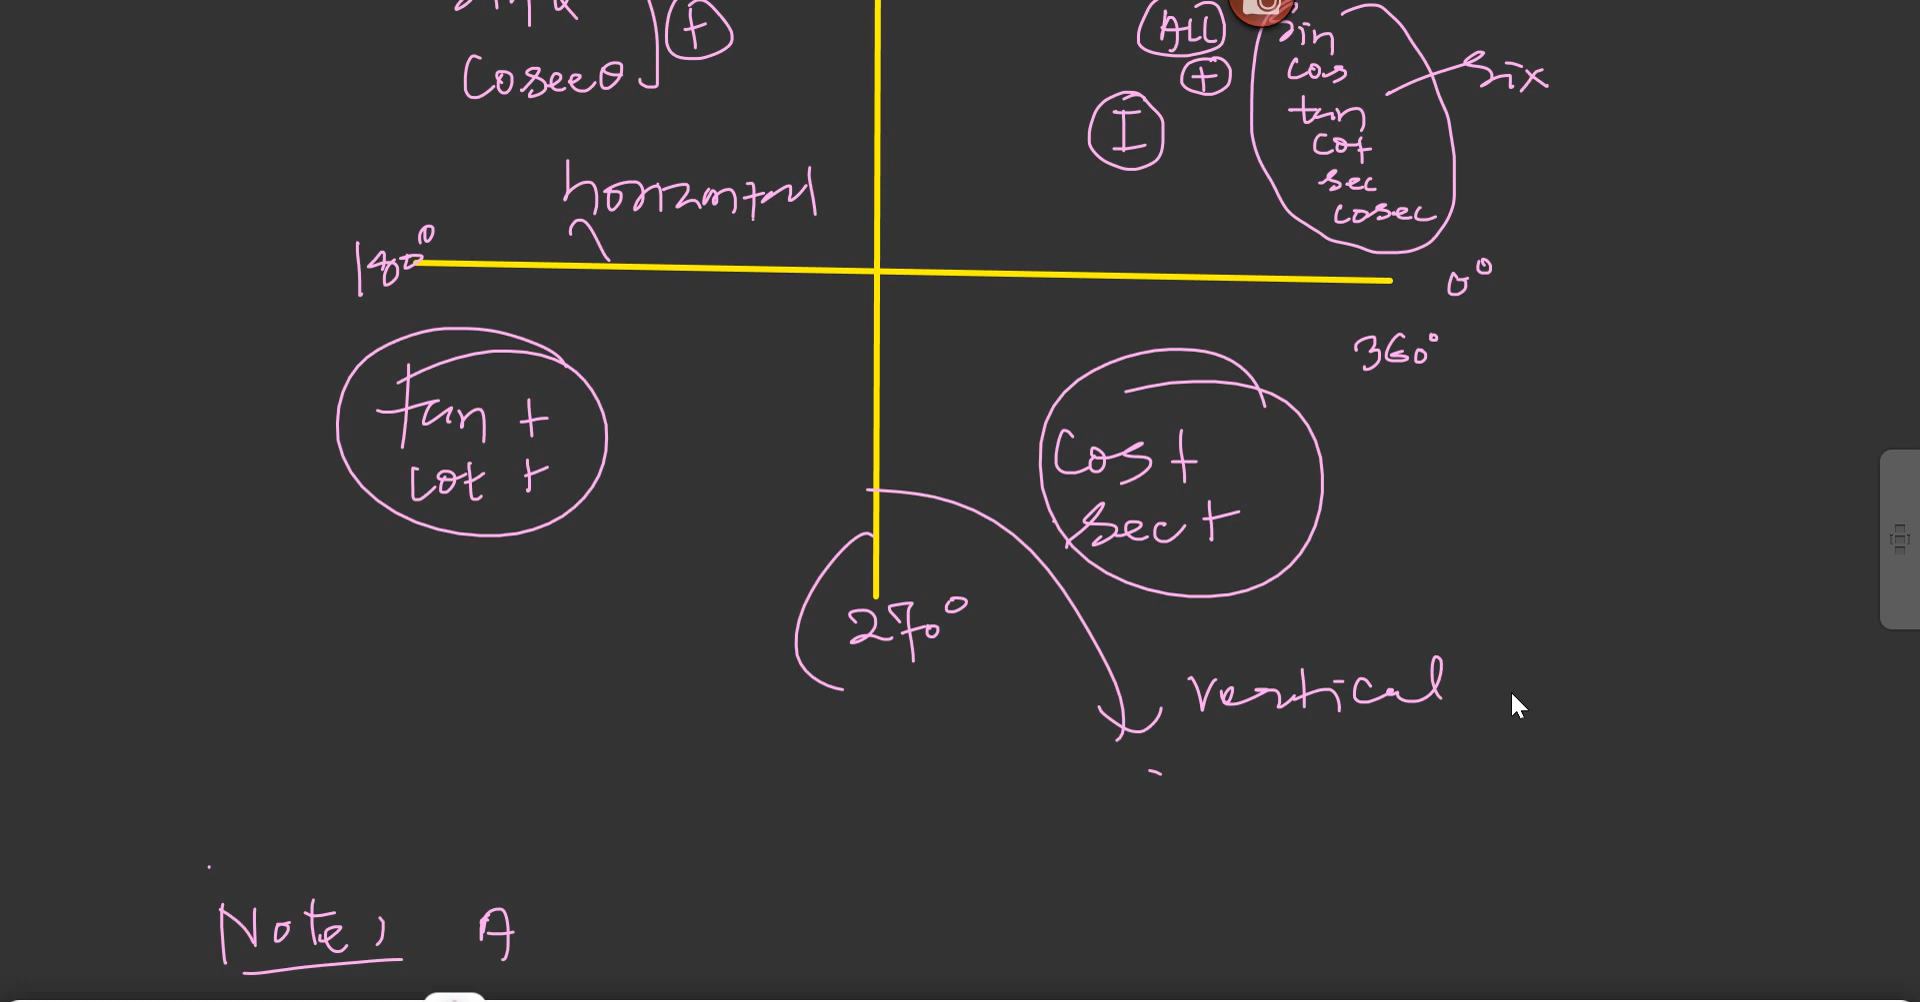 +
Cosecθ
ALL
+
I
sin
cos
tan
cot
sec
cosec
six
horizontal
180°
0°
360°
tan +
cot +
Cos +
sec +
270°
vertical
Note, A